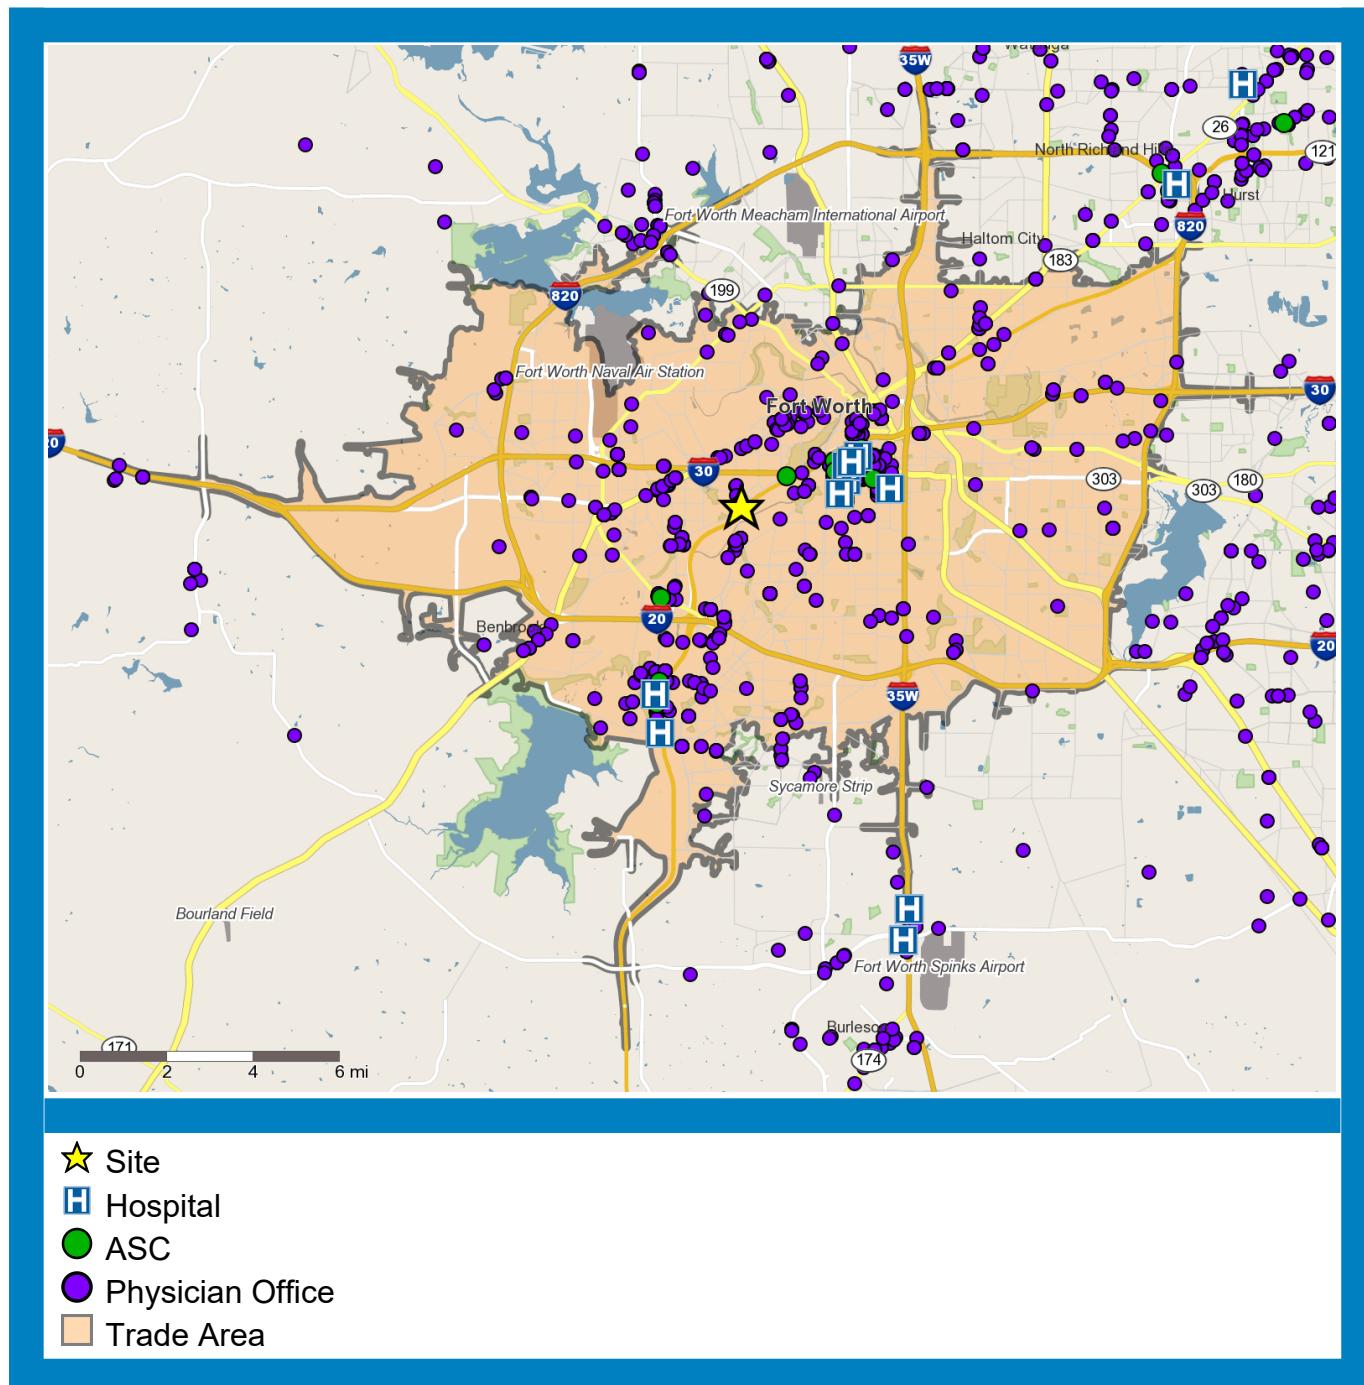 Watauga
35W
H
26
North Richland Hills
121
H
Hurst
Fort Worth Meacham International Airport
820
Haltom City
183
199
820
Fort Worth Naval Air Station
30
Fort Worth
20
30
H
303
180
303
H
H
20
Benbrook
20
H
35W
H
Sycamore Strip
Bourland Field
H
H
Fort Worth Spinks Airport
Burleson
171
174
0 2 4 6 mi
Site
H Hospital
ASC
Physician Office
Trade Area